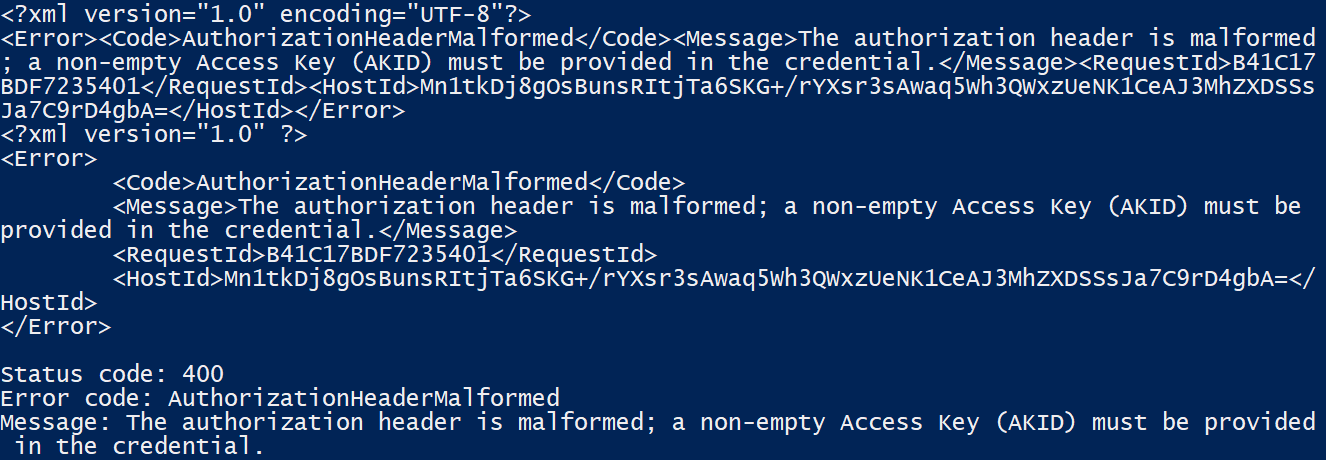 <?xml version="1.0" encoding="UTF-8"?>
<Error><Code>AuthorizationHeaderMalformed</Code><Message>The authorization header is malformed
; a non-empty Access Key (AKID) must be provided in the credential.</Message><RequestId>B41C17
BDF7235401</RequestId><HostId>Mn1tkDj8gOsBunsRItjTa6SKG+/rYXsr3sAwaq5Wh3QWxzUeNK1CeAJ3MhZXDSSs
Ja7C9rD4gbA=</HostId></Error>
<?xml version="1.0" ?>
<Error>
        <Code>AuthorizationHeaderMalformed</Code>
        <Message>The authorization header is malformed; a non-empty Access Key (AKID) must be
provided in the credential.</Message>
        <RequestId>B41C17BDF7235401</RequestId>
        <HostId>Mn1tkDj8gOsBunsRItjTa6SKG+/rYXsr3sAwaq5Wh3QWxzUeNK1CeAJ3MhZXDSSsJa7C9rD4gbA=</
HostId>
</Error>

Status code: 400
Error code: AuthorizationHeaderMalformed
Message: The authorization header is malformed; a non-empty Access Key (AKID) must be provided
 in the credential.